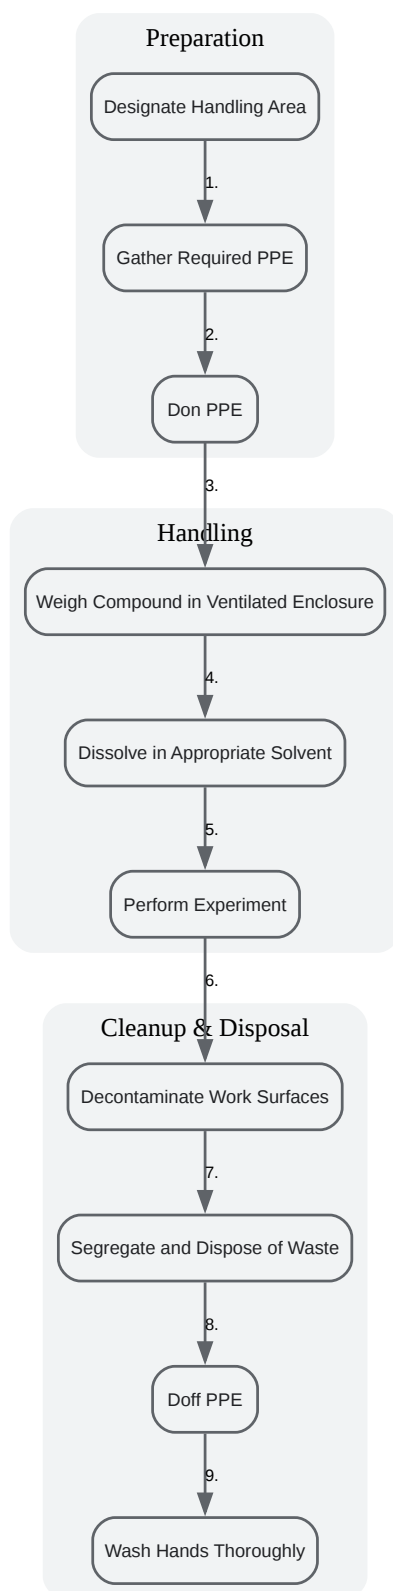 Preparation
Designate Handling Area
1.
Gather Required PPE
2.
Don PPE
3.
Handling
Weigh Compound in Ventilated Enclosure
4.
Dissolve in Appropriate Solvent
5.
Perform Experiment
6.
Cleanup & Disposal
Decontaminate Work Surfaces
7.
Segregate and Dispose of Waste
8.
Doff PPE
9.
Wash Hands Thoroughly